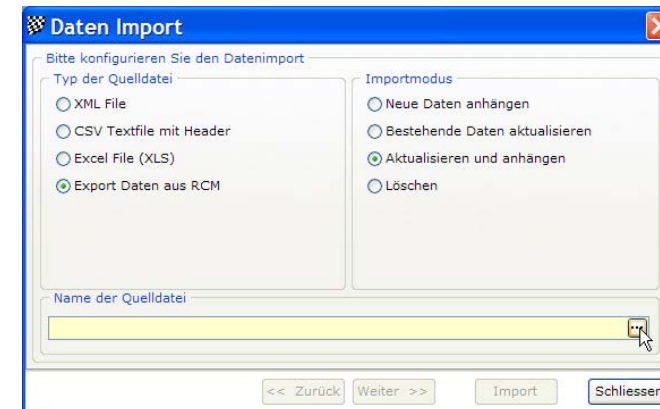 Daten Import
Bitte konfigurieren Sie den Datenimport
Typ der Quelldatei
XML File
CSV Textfile mit Header
Excel File (XLS)
Export Daten aus RCM
Importmodus
Neue Daten anhängen
Bestehende Daten aktualisieren
Aktualisieren und anhängen
Löschen
Name der Quelldatei
...
<< Zurück Weiter >> Import Schliessen